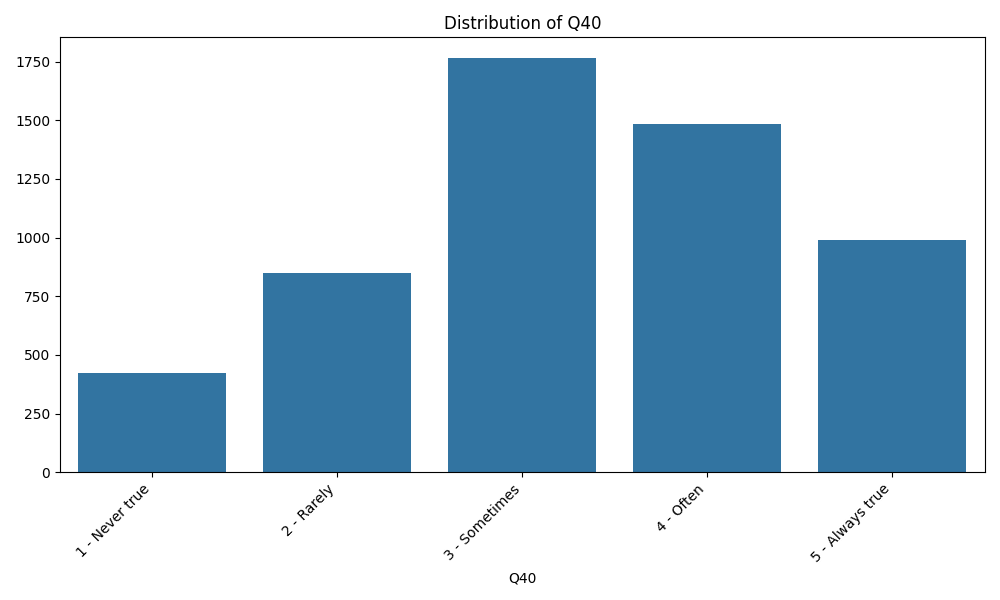 Distribution of Q40
1750
1500
1250
1000
750
500
250
0
1 - Never true
2 - Rarely
3 - Sometimes
4 - Often
5 - Always true
Q40